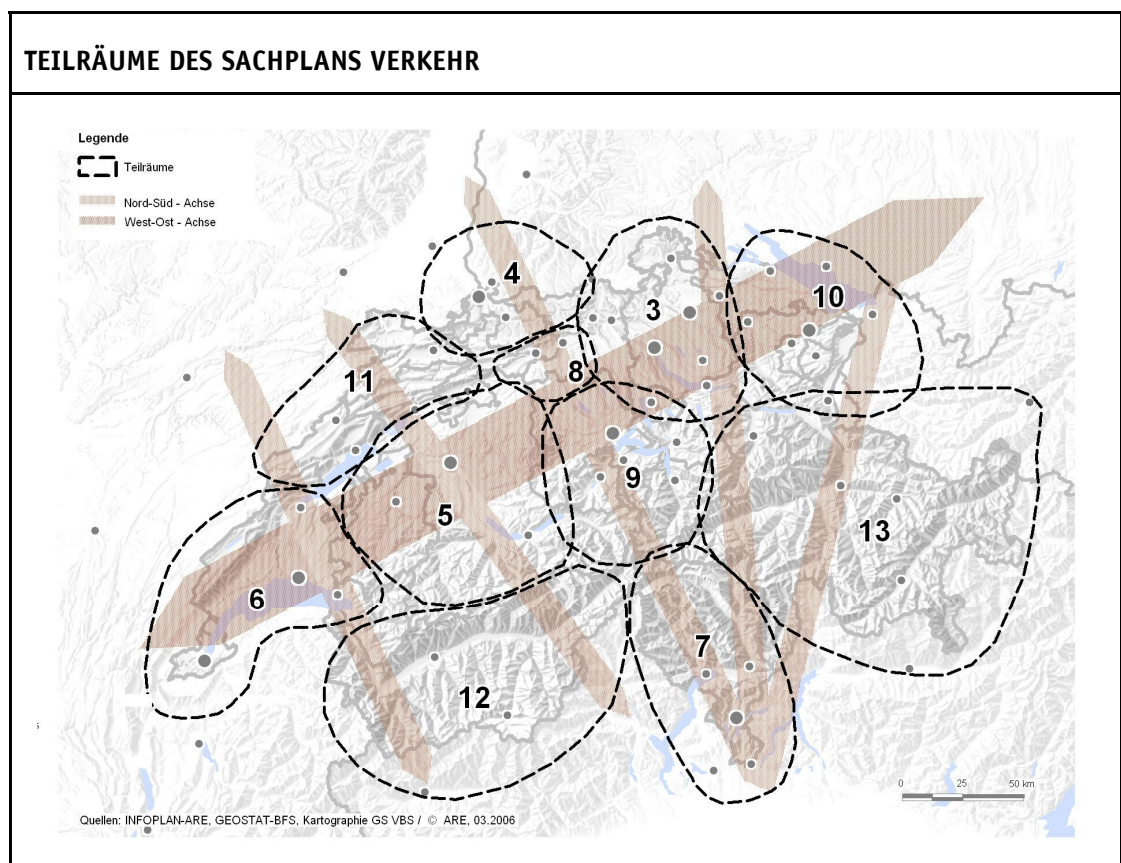 TEILRÄUME DES SACHPLANS VERKEHR
Legende
Teilräume
Nord-Süd - Achse
West-Ost - Achse
4
3
10
11
8
9
5
13
6
7
12
0 25 50 km
s
Quellen: INFOPLAN-ARE, GEOSTAT-BFS, Kartographie GS VBS / © ARE, 03.2006